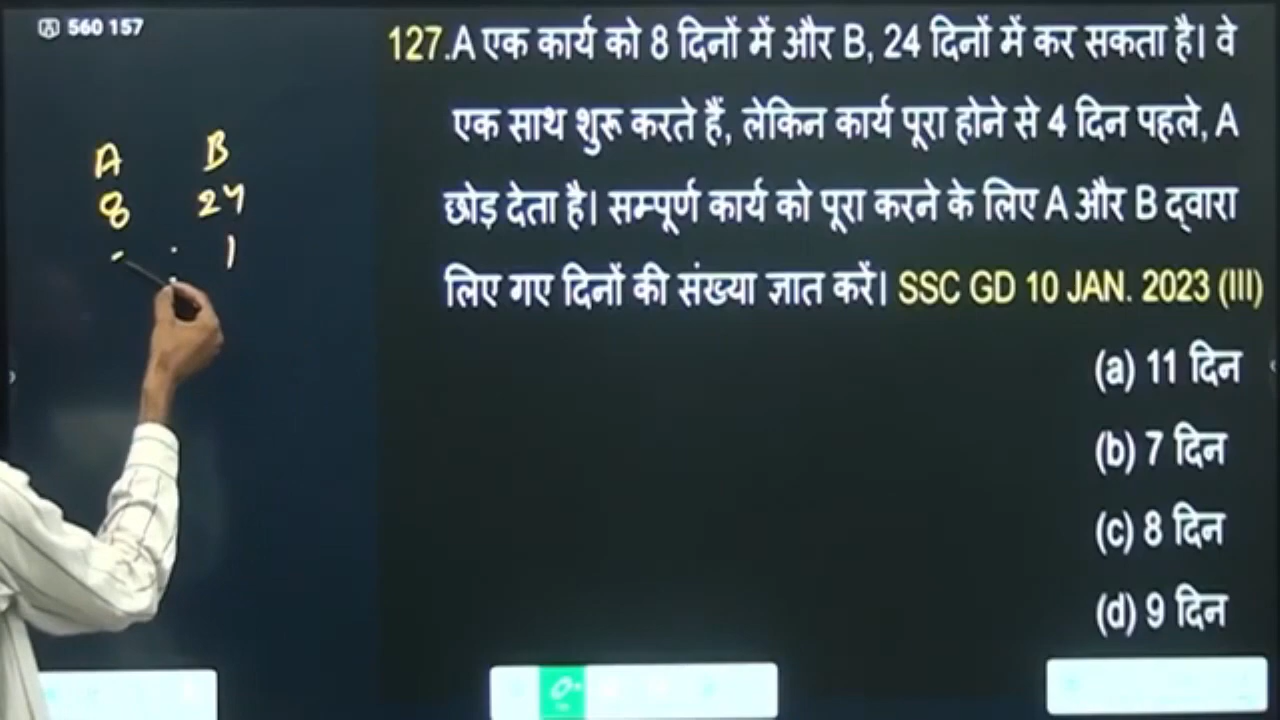 560 157
127.A एक कार्य को 8 दिनों में और B, 24 दिनों में कर सकता है। वे
एक साथ शुरू करते हैं, लेकिन कार्य पूरा होने से 4 दिन पहले, A
छोड़ देता है। सम्पूर्ण कार्य को पूरा करने के लिए A और B द्वारा
लिए गए दिनों की संख्या ज्ञात करें। SSC GD 10 JAN. 2023 (III)
(a) 11 दिन
(b) 7 दिन
(c) 8 दिन
(d) 9 दिन
A B
8 24
1